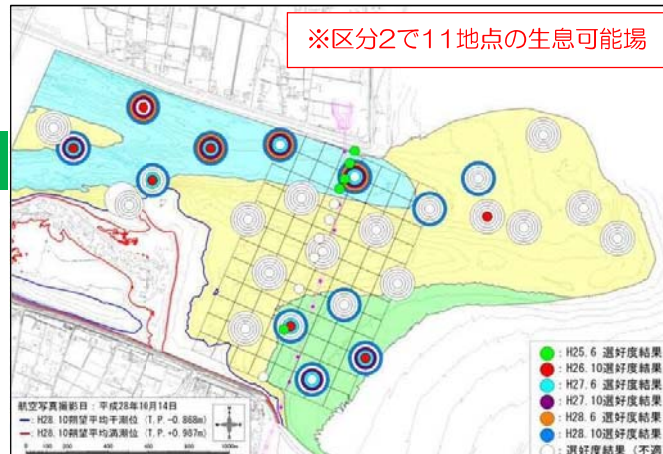 ※区分2で11地点の生息可能場
: H25.6 選好度結果
: H26.10選好度結果
: H27.6 選好度結果
: H27.10選好度結果
: H28.6 選好度結果
: H28.10選好度結果
: 選好度結果（不適
航空写真撮影日：平成28年10月14日
: H28.10朔望平均干潮位 (T.P.-0.868m)
: H28.10朔望平均満潮位 (T.P.+0.967m)